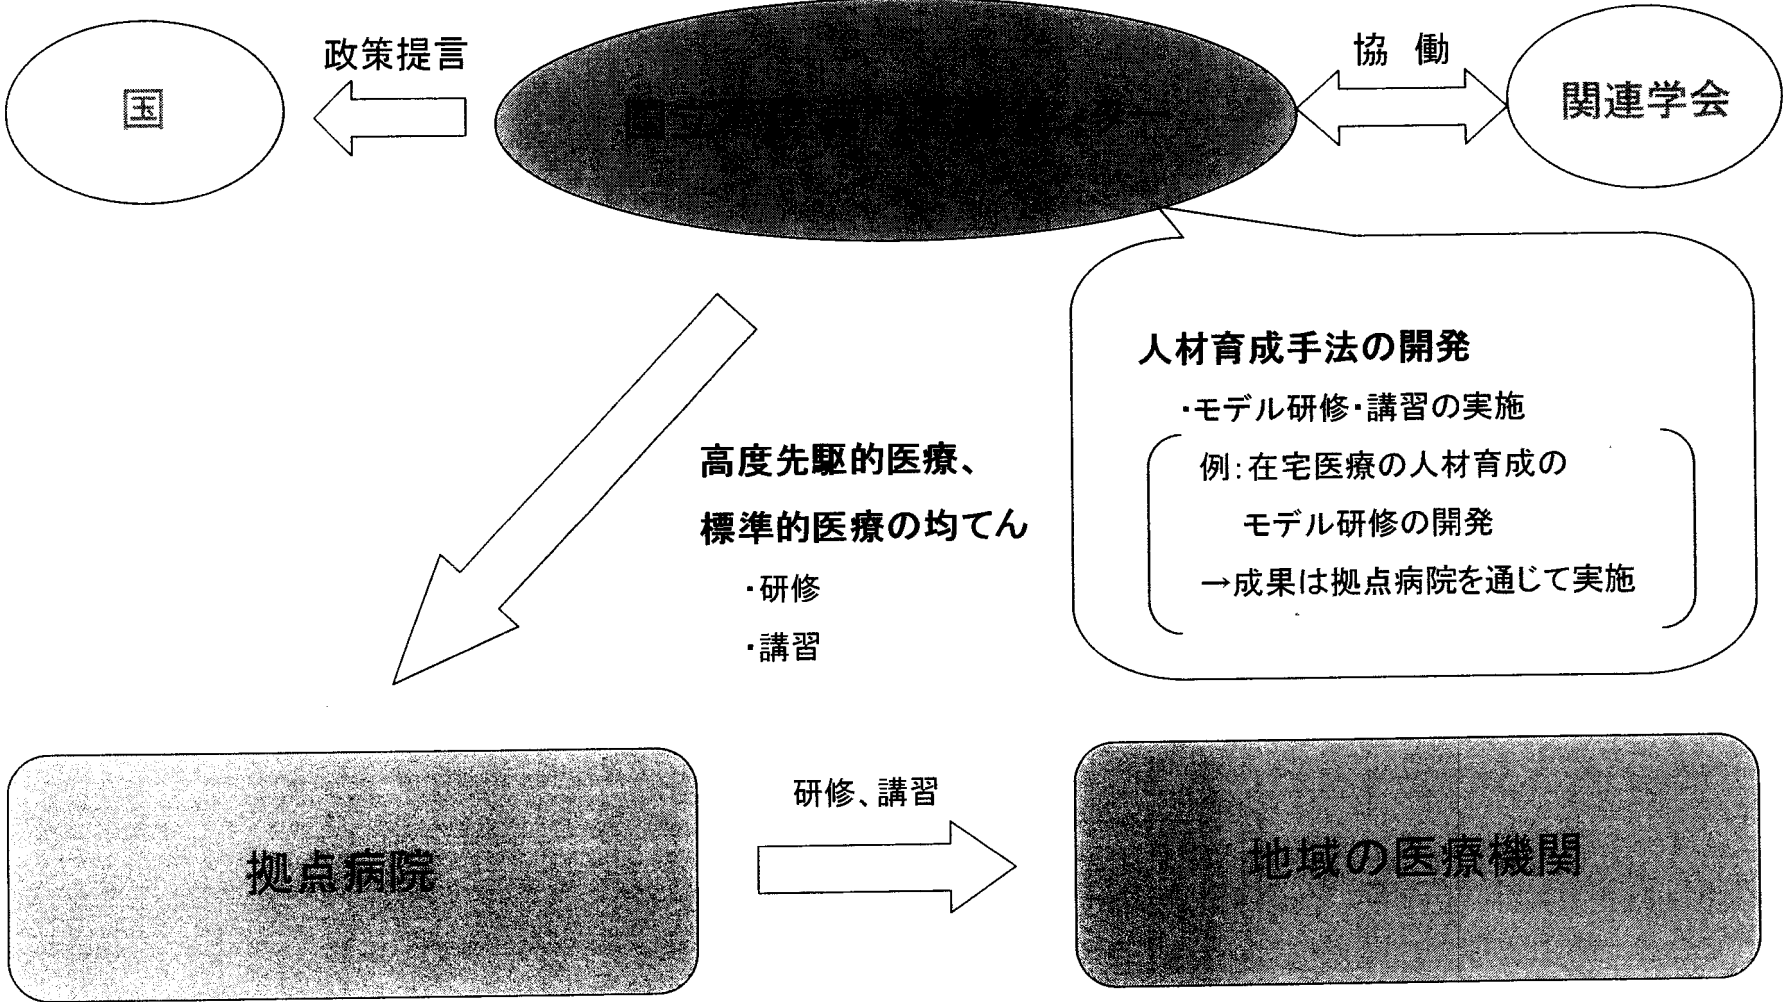 国
政策提言
協 働
関連学会
人材育成手法の開発
・モデル研修・講習の実施
例：在宅医療の人材育成の
モデル研修の開発
→成果は拠点病院を通じて実施
高度先駆的医療、
標準的医療の均てん
・研修
・講習
拠点病院
研修、講習
地域の医療機関